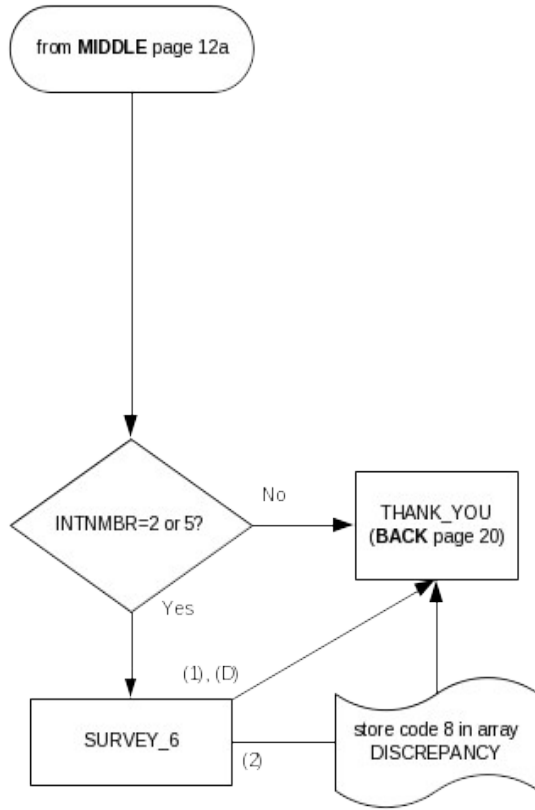 from MIDDLE page 12a
INTNMBR=2 or 5?
No
THANK_YOU
(BACK page 20)
Yes
(1), (D)
SURVEY_6
(2)
store code 8 in array
DISCREPANCY